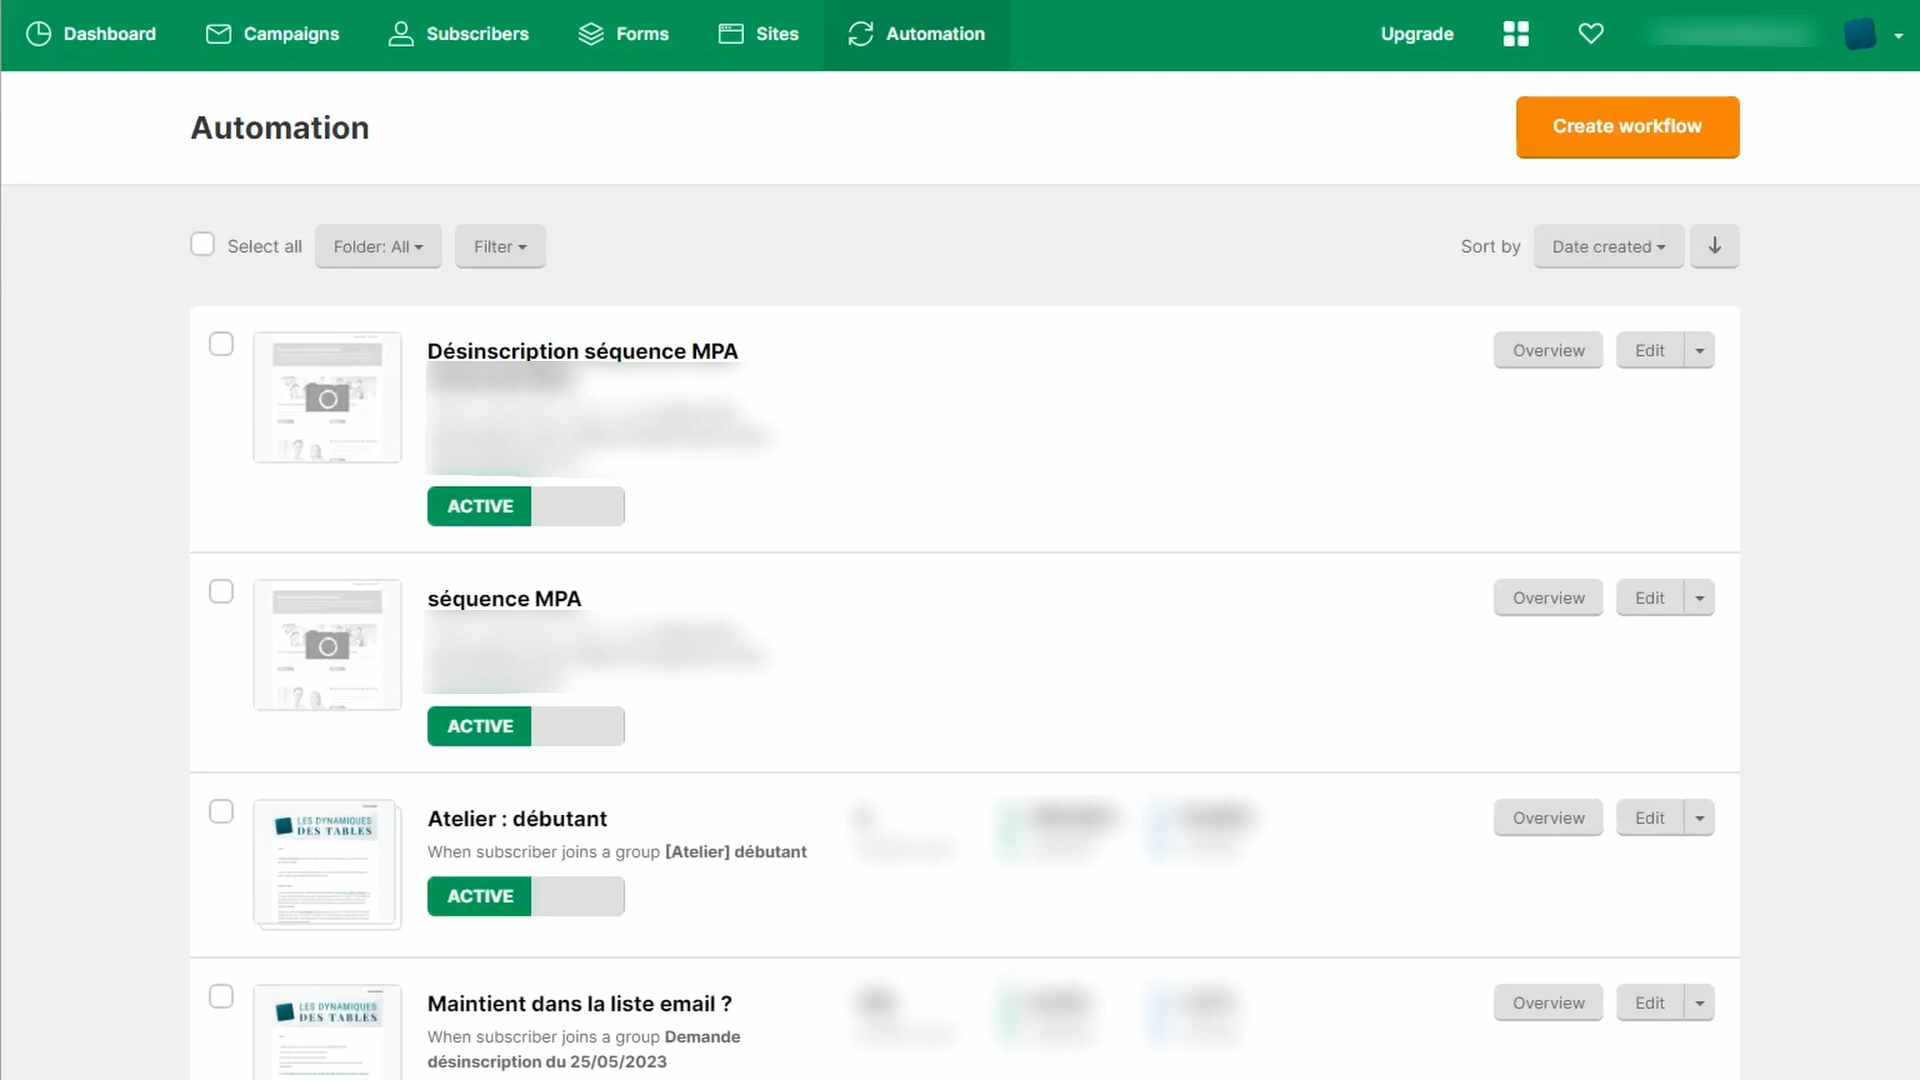 Dashboard
Campaigns
Subscribers
Forms
Sites
Automation
Upgrade
Automation
Create workflow
Select all
Folder: All
Filter
Sort by
Date created
Désinscription séquence MPA
Overview
Edit
ACTIVE
séquence MPA
Overview
Edit
ACTIVE
LES DYNAMIQUES
DES TABLES
Atelier : débutant
When subscriber joins a group [Atelier] débutant
Overview
Edit
ACTIVE
LES DYNAMIQUES
DES TABLES
Maintient dans la liste email ?
When subscriber joins a group Demande
désinscription du 25/05/2023
Overview
Edit